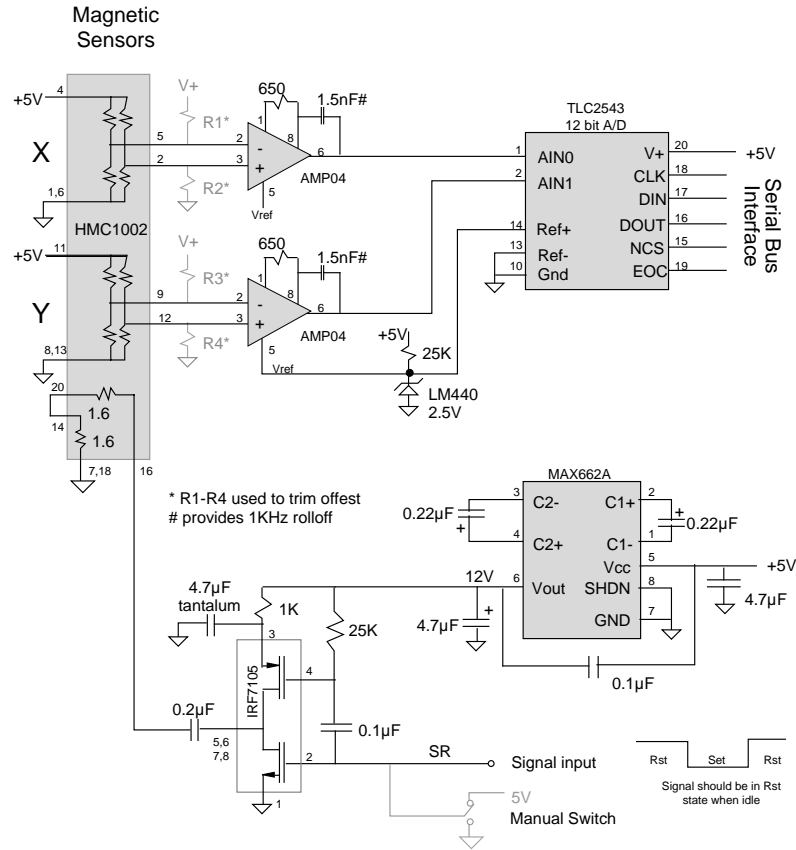 Magnetic
Sensors
+5V
4
X
1,6
HMC1002
11
+5V
Y
8,13
20
14
1.6
1.6
7,18
16
V+
R1*
5
2
R2*
V+
R3*
9
12
R4*
650
1.5nF#
1
8
2
-
3
+
6
5
Vref
AMP04
650
1.5nF#
1
8
2
-
3
+
6
5
Vref
AMP04
+5V
25K
LM440
2.5V
TLC2543
12 bit A/D
1
AIN0
2
AIN1
14
Ref+
13
Ref-
10
Gnd
V+
20
+5V
CLK
18
DIN
17
DOUT
16
NCS
15
EOC
19
Serial Bus
Interface
* R1-R4 used to trim offest
# provides 1KHz rolloff
MAX662A
3
C2-
4
C2+
0.22µF
+
C1+
2
C1-
1
+
0.22µF
Vcc
5
+5V
6
Vout
SHDN
8
GND
7
4.7µF
12V
4.7µF
+
0.1µF
4.7µF
tantalum
1K
3
25K
IRF7105
4
0.2µF
5,6
7,8
0.1µF
2
1
SR
Signal input
5V
Manual Switch
Rst
Set
Rst
Signal should be in Rst
state when idle